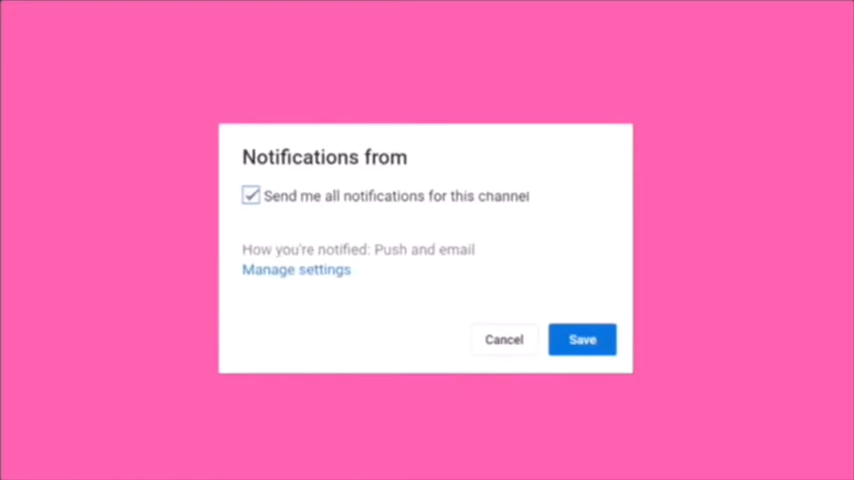 Notifications from
Send me all notifications for this channel
How you're notified: Push and email
Manage settings
Cancel
Save